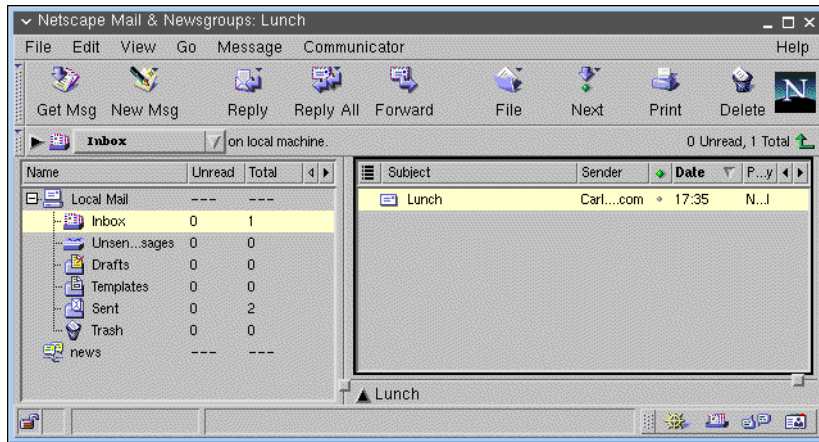 Netscape Mail & Newsgroups: Lunch
File Edit View Go Message Communicator Help
Get Msg New Msg Reply Reply All Forward File Next Print Delete N
Inbox on local machine. 0 Unread, 1 Total
Name Unread Total
Subject Sender Date P...y
Local Mail --- ---
Lunch Carl....com 17:35 N...l
Inbox 0 1
Unsen...sages 0 0
Drafts 0 0
Templates 0 0
Sent 0 2
Trash 0 0
news --- ---
Lunch